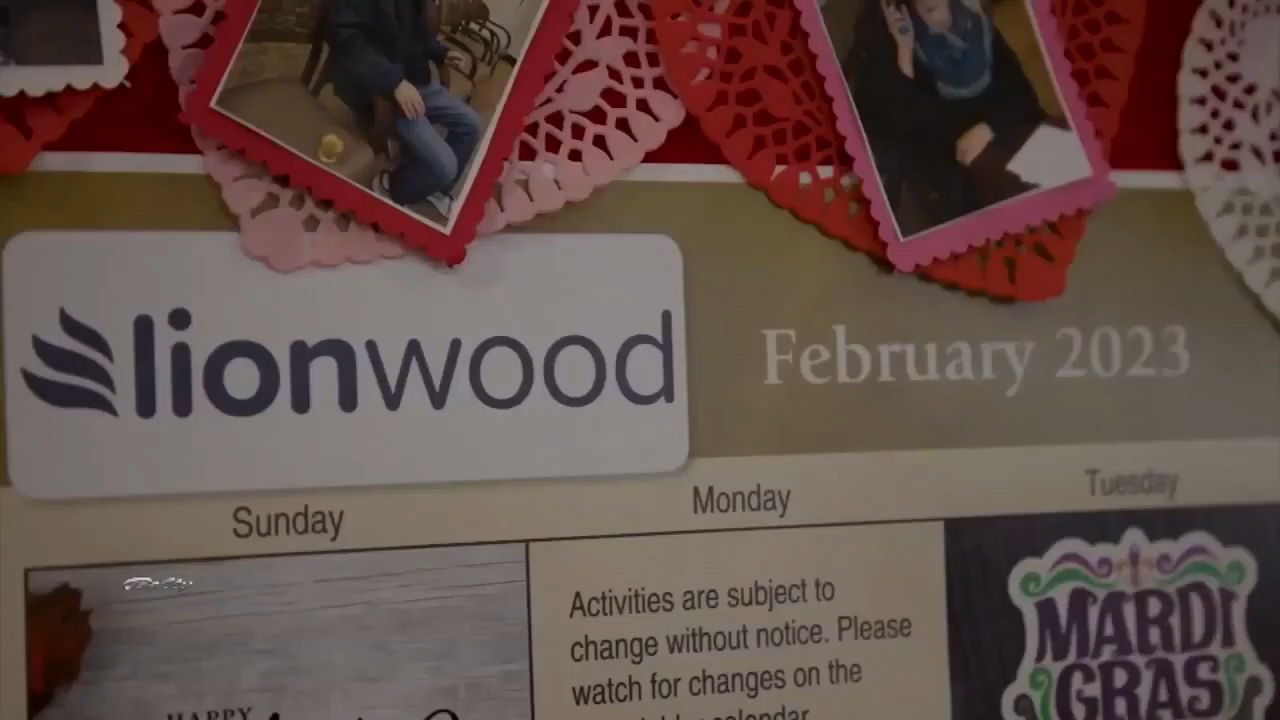 lionwood
February 2023
Sunday
Monday
Tuesday
Activities are subject to
change without notice. Please
watch for changes on the
calendar
HAPPY
MARDI
GRAS